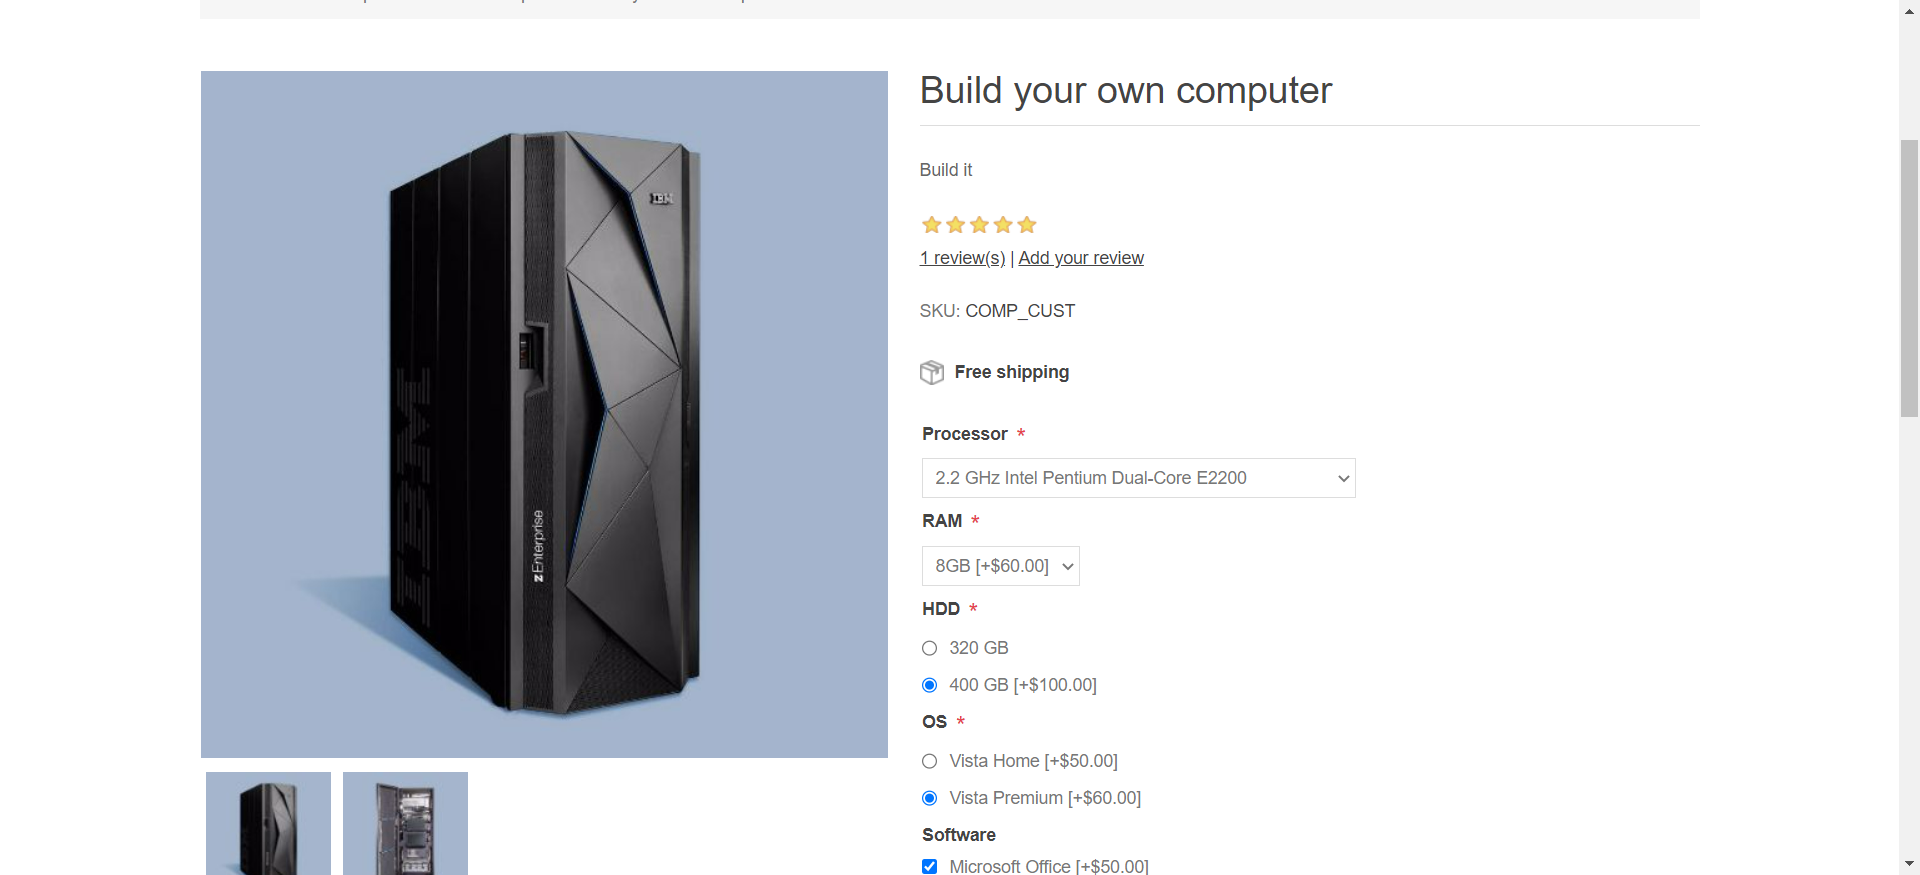 Build your own computer
Build it
1 review(s) | Add your review
SKU: COMP_CUST
Free shipping
Processor *
2.2 GHz Intel Pentium Dual-Core E2200
RAM *
8GB [+$60.00]
HDD *
320 GB
400 GB [+$100.00]
OS *
Vista Home [+$50.00]
Vista Premium [+$60.00]
Software
Microsoft Office [+$50.00]
IBM
IBM
zEnterprise